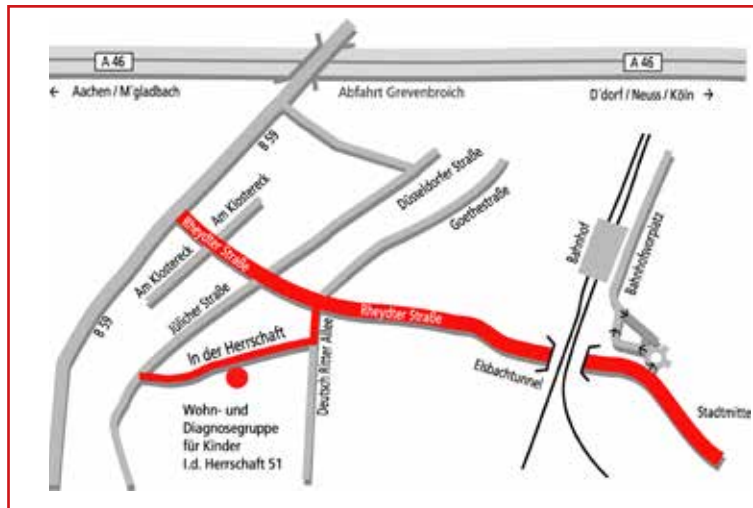 A 46
A 46
← Aachen / M´gladbach
Abfahrt Grevenbroich
D´dorf / Neuss / Köln →
B 59
Am Klostereck
Düsseldorfer Straße
Goethestraße
Rheydter Straße
Am Klostereck
Bahnhof
Bahnhofvorplatz
Jülicher Straße
B 59
Rheydter Straße
In der Herrschaft
Deutsch Ritter Allee
Elsbachtunnel
Stadtmitte
Wohn- und
Diagnosegruppe
für Kinder
I.d. Herrschaft 51